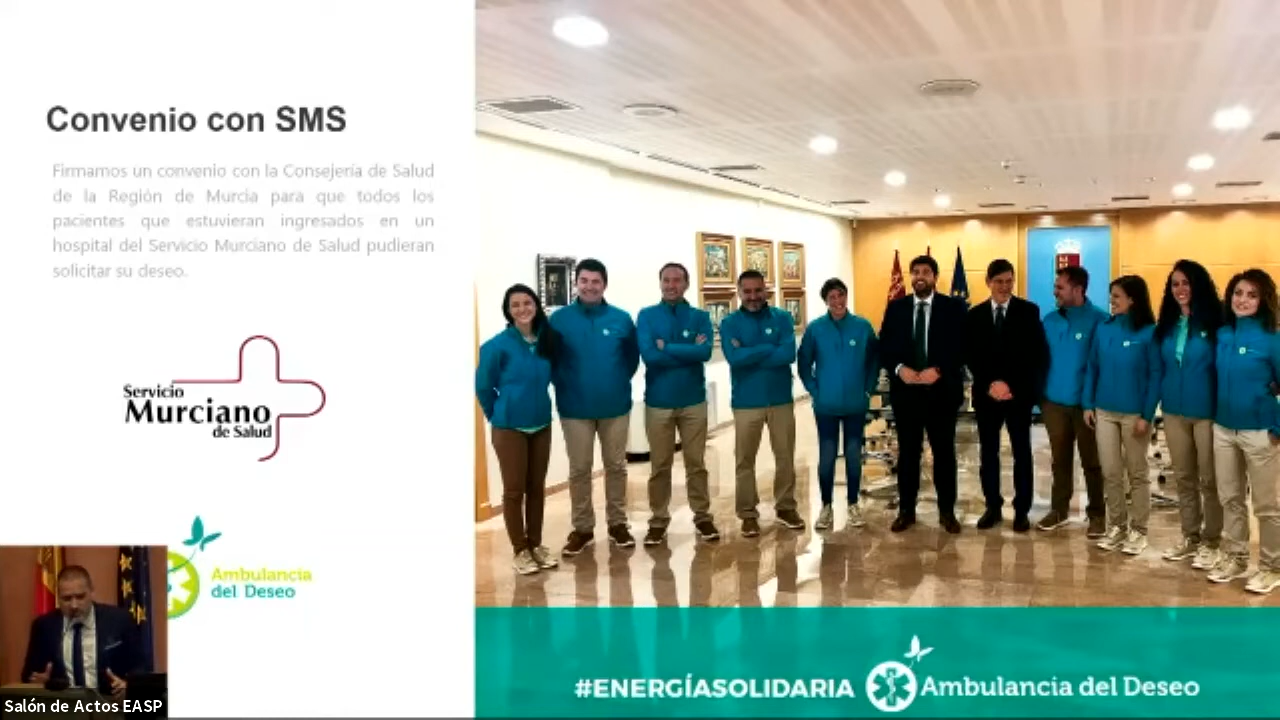 Convenio con SMS
Firmamos un convenio con la Consejería de Salud
de la Región de Murcia para que todos los
pacientes que estuvieran ingresados en un
hospital del Servicio Murciano de Salud pudieran
solicitar su deseo.
Servicio
Murciano
de Salud
Ambulancia
del Deseo
Salón de Actos EASP
#ENERGÍASOLIDARIA
Ambulancia del Deseo